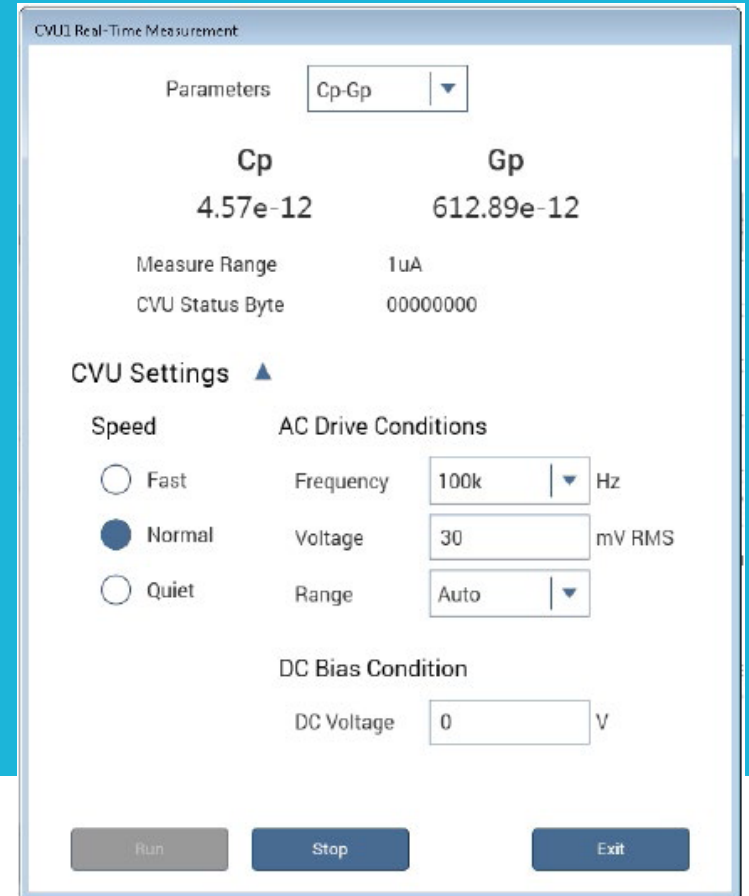 CVU1 Real-Time Measurement
Parameters Cp-Gp
Cp Gp
4.57e-12 612.89e-12
Measure Range 1uA
CVU Status Byte 00000000
CVU Settings
Speed AC Drive Conditions
Fast Frequency 100k Hz
Normal Voltage 30 mV RMS
Quiet Range Auto
DC Bias Condition
DC Voltage 0 V
Run Stop Exit